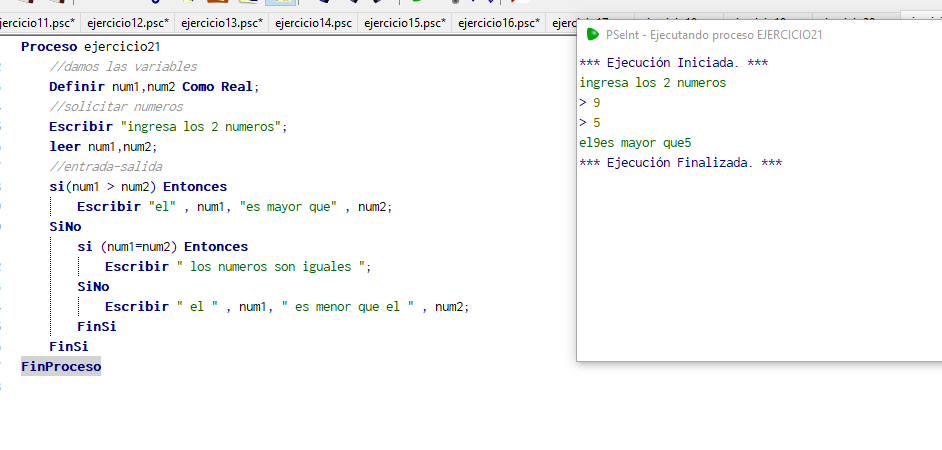 ejercicio11.psc* ejercicio12.psc* ejercicio13.psc* ejercicio14.psc ejercicio15.psc* ejercicio16.psc*
Proceso ejercicio21
//damos las variables
Definir num1,num2 Como Real;
//solicitar numeros
Escribir "ingresa los 2 numeros";
leer num1,num2;
//entrada-salida
si(num1 > num2) Entonces
Escribir "el" , num1, "es mayor que" , num2;
SiNo
si (num1=num2) Entonces
Escribir " los numeros son iguales ";
SiNo
Escribir " el " , num1, " es menor que el " , num2;
FinSi
FinSi
FinProceso
PSeInt - Ejecutando proceso EJERCICIO21
*** Ejecución Iniciada. ***
ingresa los 2 numeros
> 9
> 5
el9es mayor que5
*** Ejecución Finalizada. ***